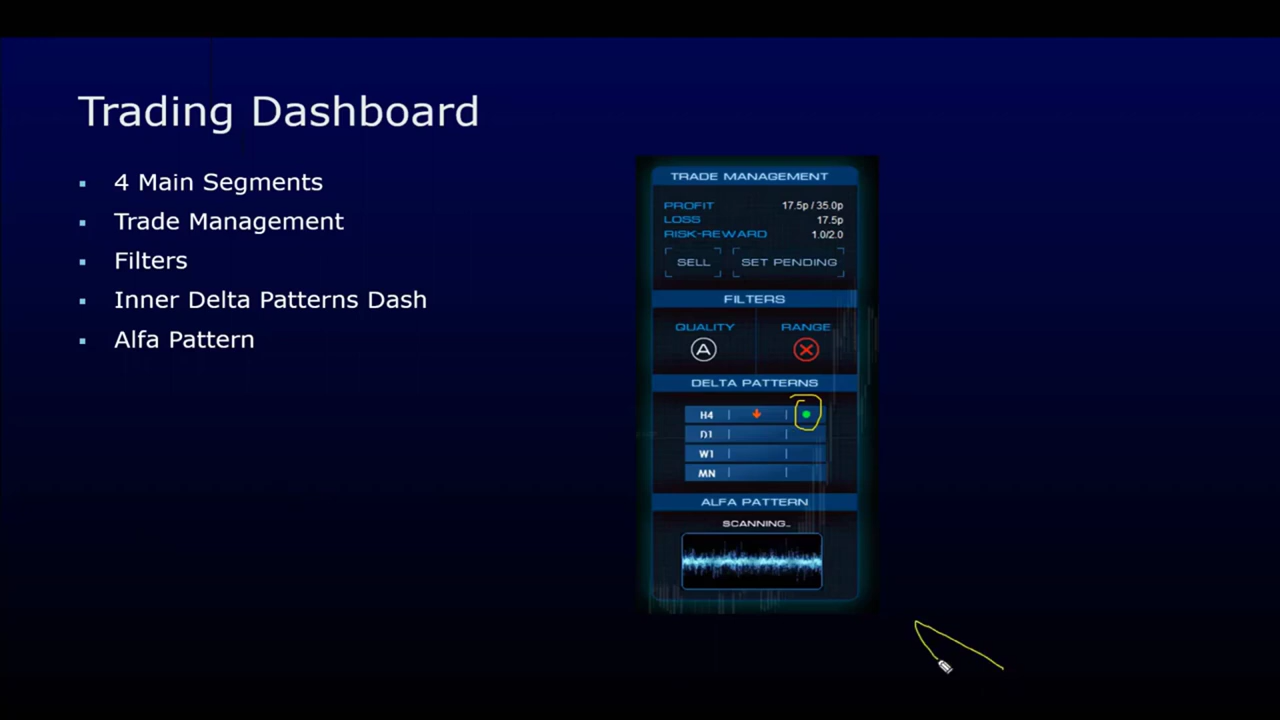 Trading Dashboard
▪ 4 Main Segments
▪ Trade Management
▪ Filters
▪ Inner Delta Patterns Dash
▪ Alfa Pattern
TRADE MANAGEMENT
PROFIT 17.5p / 35.0p
LOSS 17.5p
RISK-REWARD 1.0/2.0
SELL SET PENDING
FILTERS
QUALITY RANGE
A X
DELTA PATTERNS
H4
D1
W1
MN
ALFA PATTERN
SCANNING...